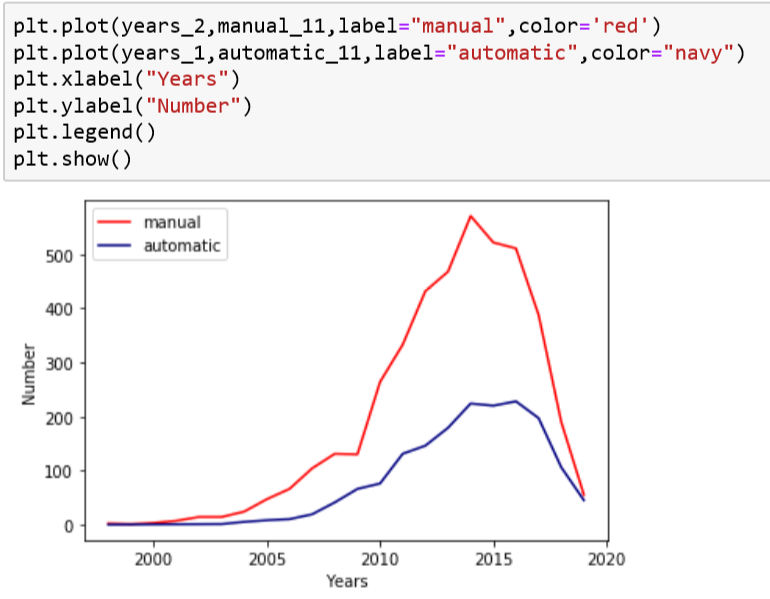 plt.plot(years_2,manual_11,label="manual",color='red')
plt.plot(years_1,automatic_11,label="automatic",color="navy")
plt.xlabel("Years")
plt.ylabel("Number")
plt.legend()
plt.show()
manual
automatic
500
400
300
200
100
0
Number
2000 2005 2010 2015 2020
Years